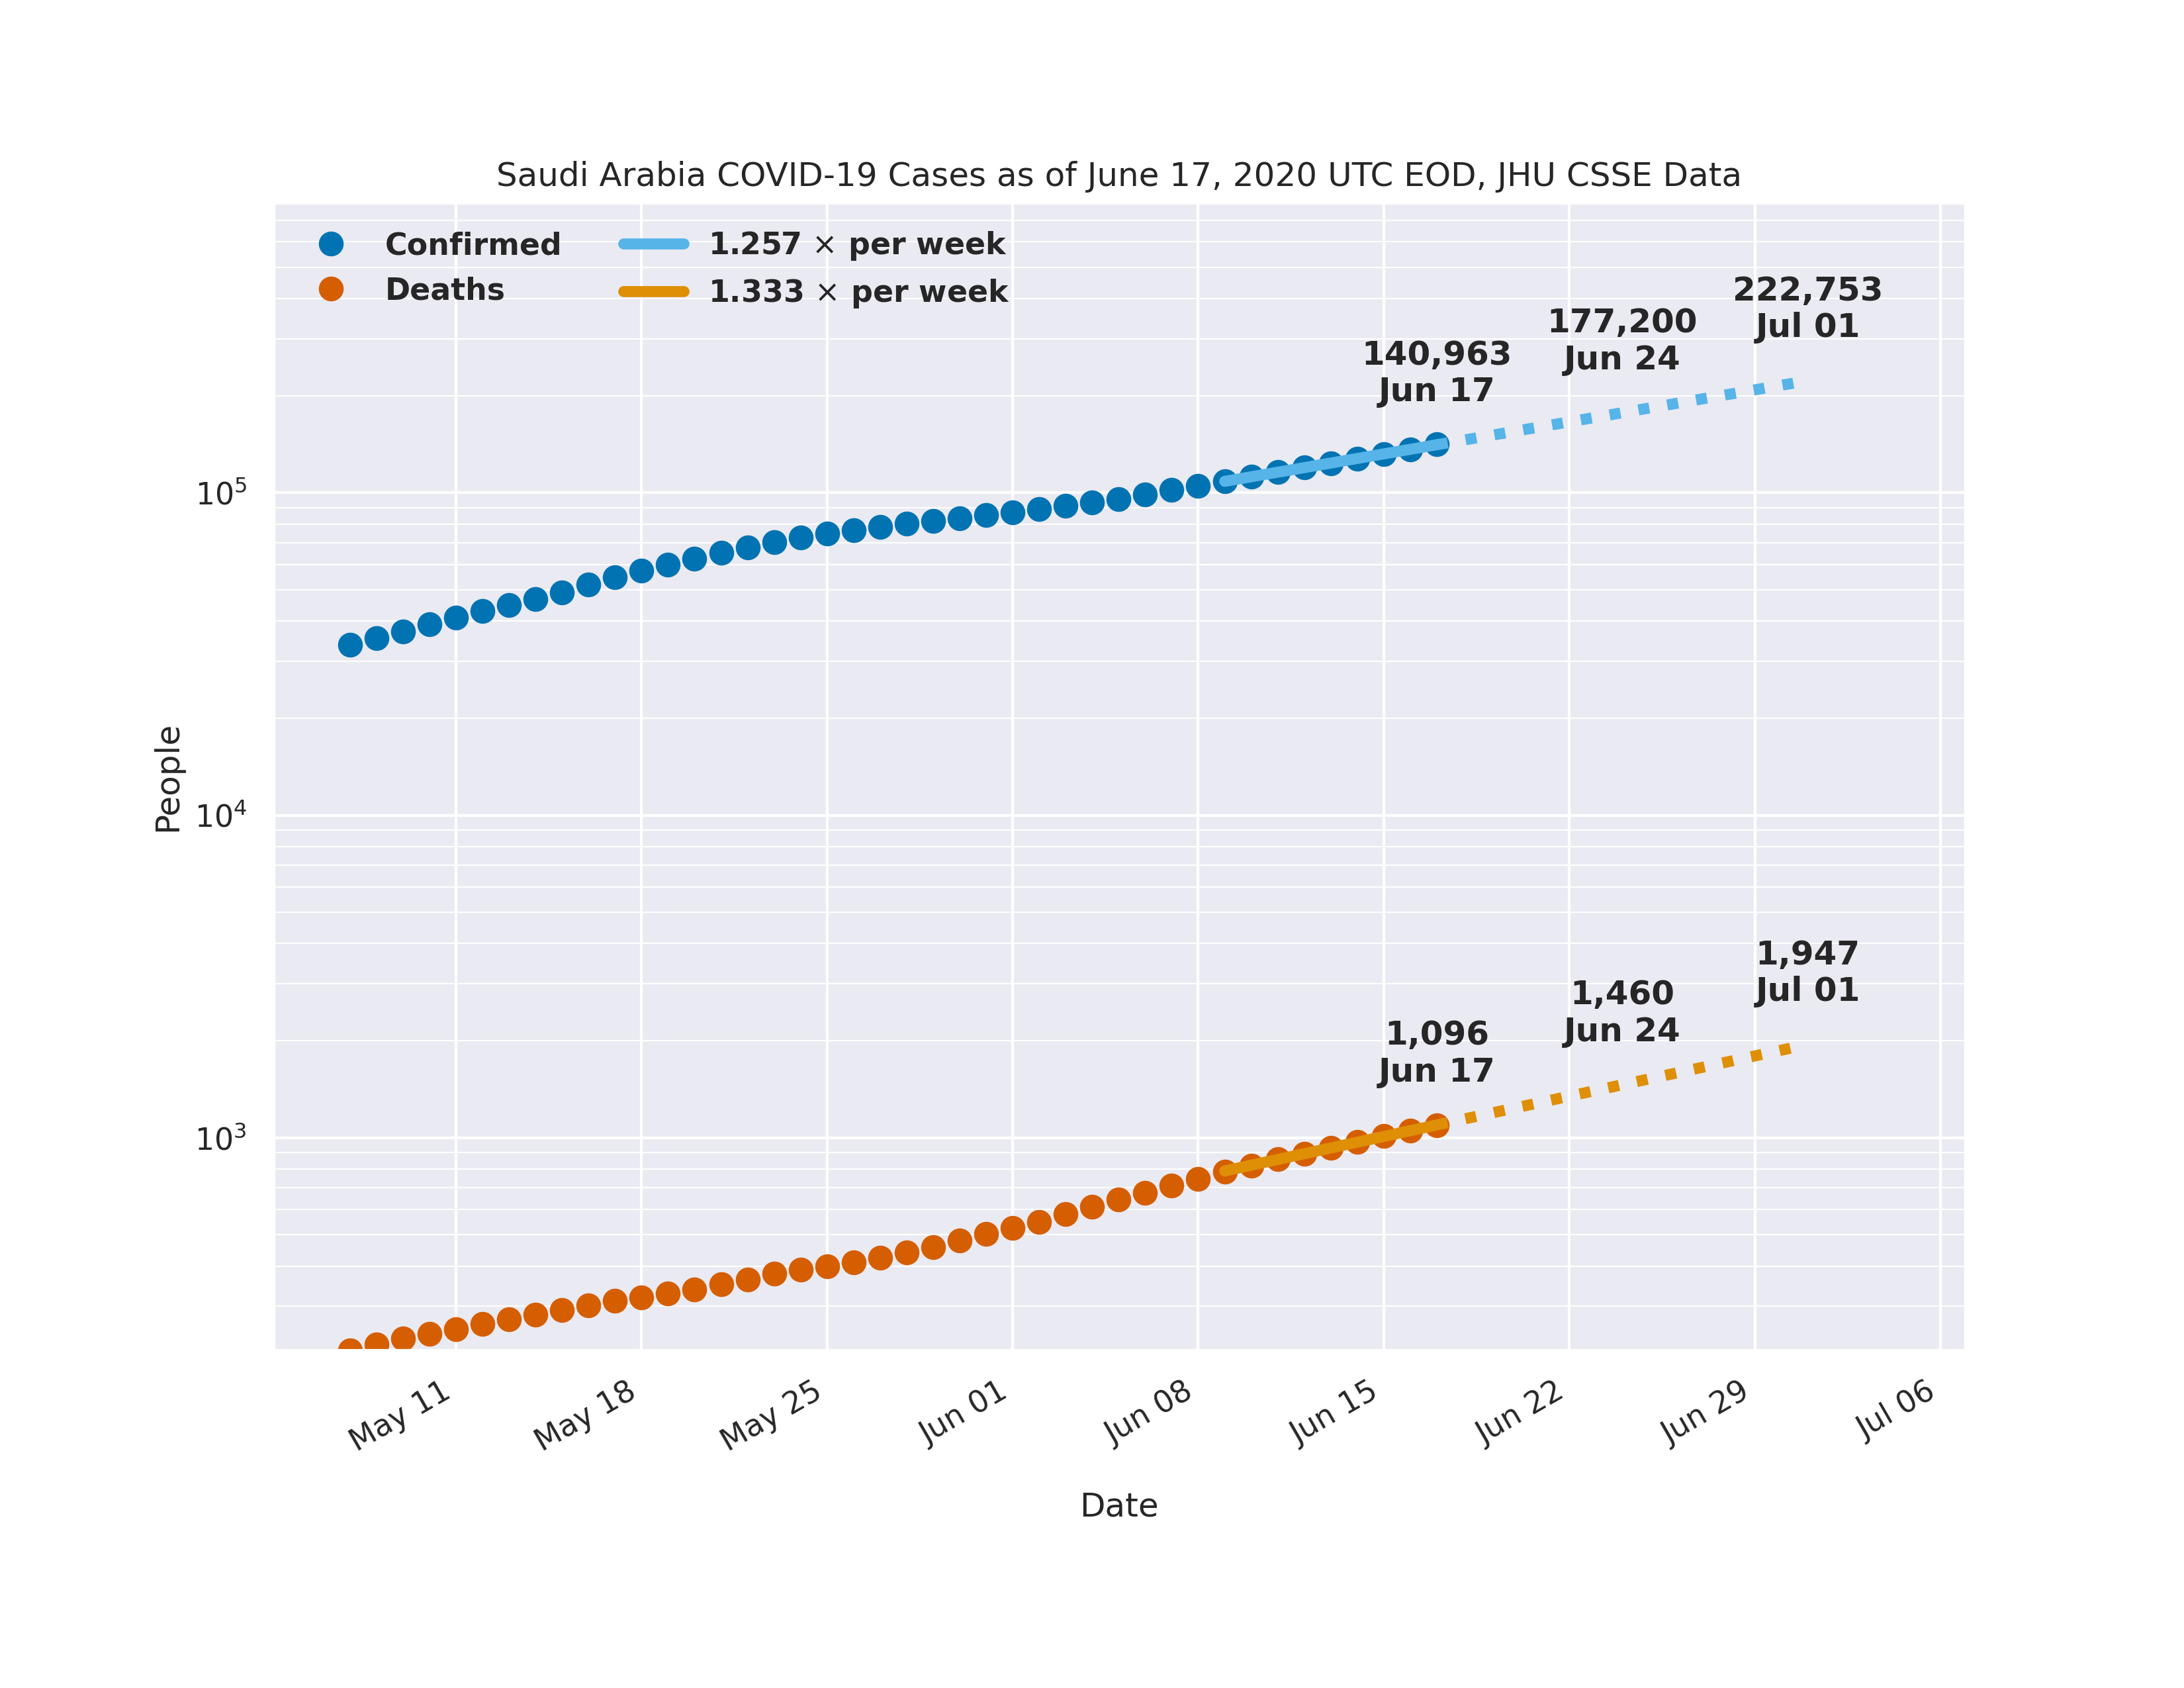 Saudi Arabia COVID-19 Cases as of June 17, 2020 UTC EOD, JHU CSSE Data
Confirmed
Deaths
1.257 × per week
1.333 × per week
222,753
Jul 01
177,200
Jun 24
140,963
Jun 17
1,947
Jul 01
1,460
Jun 24
1,096
Jun 17
People
10⁵
10⁴
10³
May 11
May 18
May 25
Jun 01
Jun 08
Jun 15
Jun 22
Jun 29
Jul 06
Date